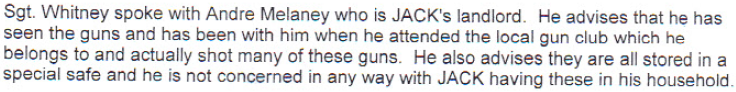 Sgt. Whitney spoke with Andre Melaney who is JACK's landlord.  He advises that he has
seen the guns and has been with him when he attended the local gun club which he
belongs to and actually shot many of these guns.  He also advises they are all stored in a
special safe and he is not concerned in any way with JACK having these in his household.